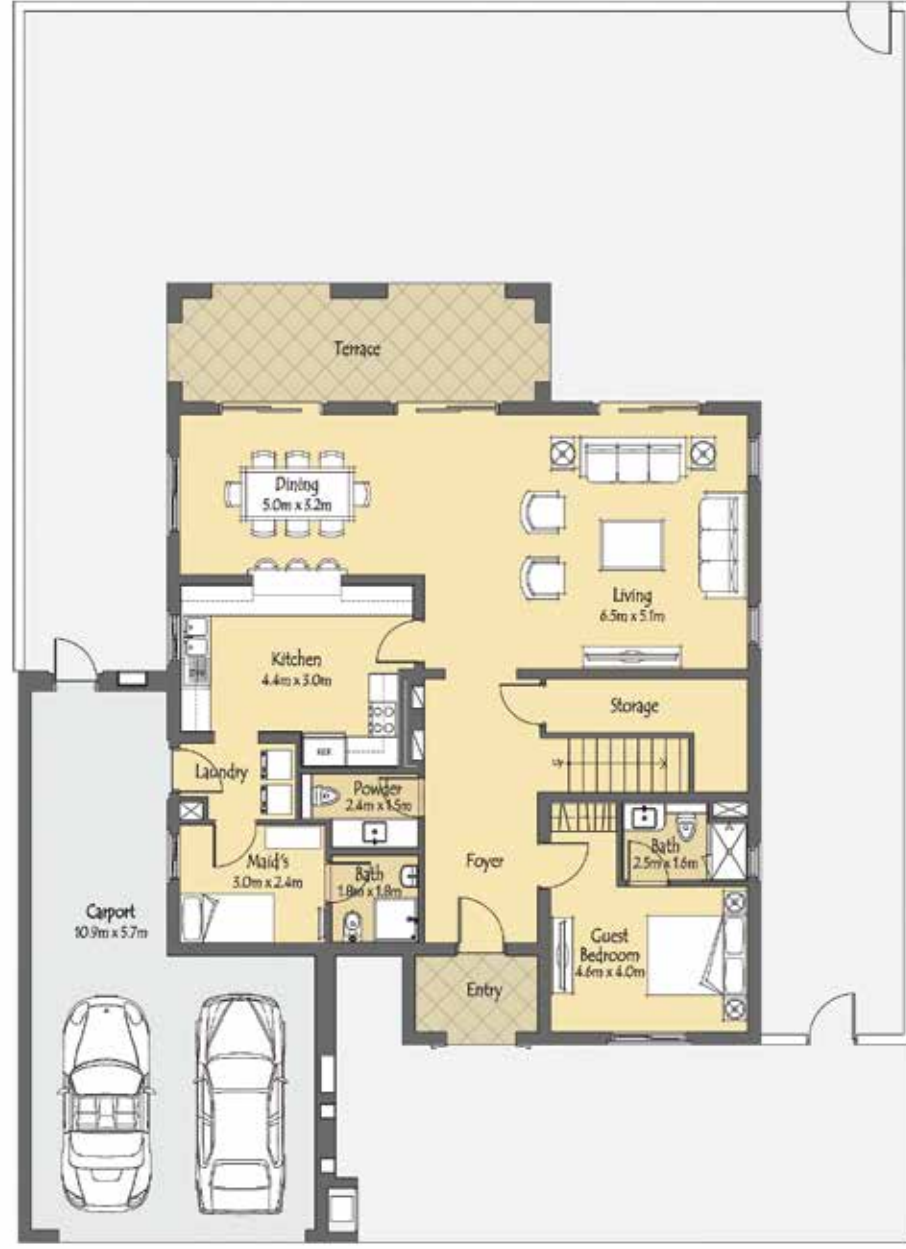 Terrace
Dining
5.0m x 3.2m
Living
6.5m x 5.1m
Kitchen
4.4m x 3.0m
Storage
Up
REF.
Laundry
Powder
2.4m x 1.5m
Maid's
3.0m x 2.4m
Bath
1.8m x 1.8m
Foyer
Bath
2.5m x 1.6m
Carport
10.9m x 5.7m
Guest
Bedroom
4.6m x 4.0m
Entry